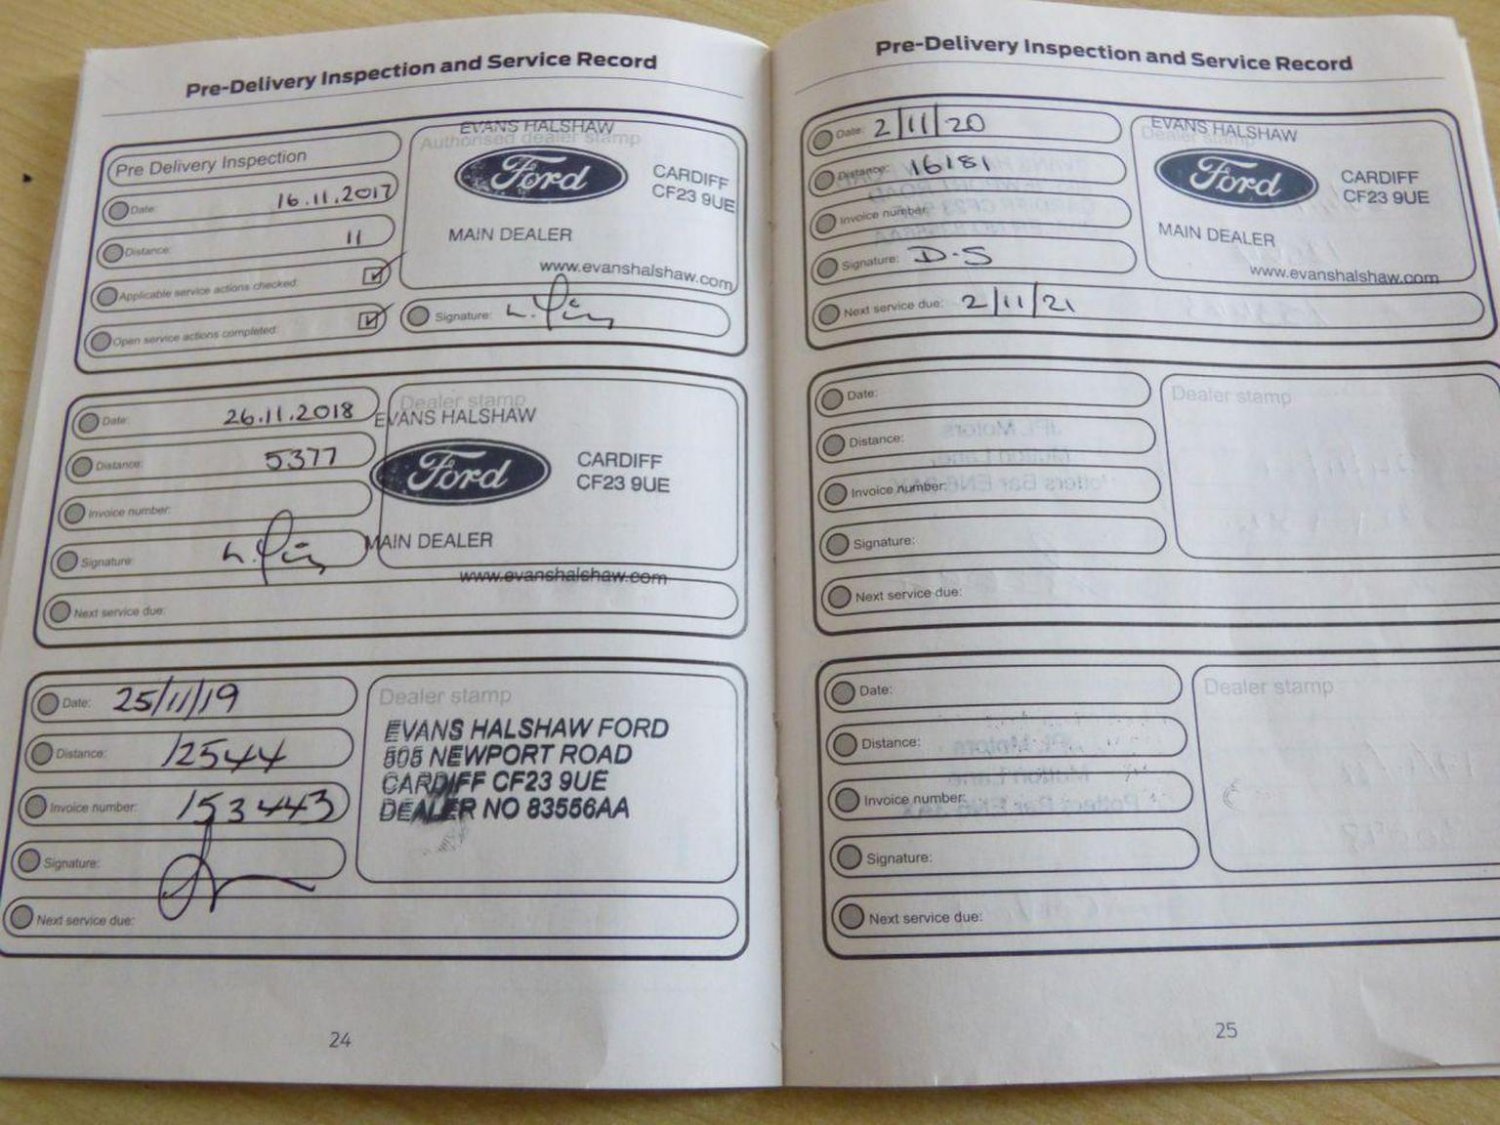 Pre-Delivery Inspection and Service Record
Pre Delivery Inspection
Date: 16.11.2017
Distance: 11
Applicable service actions checked:
Open service actions completed:
Authorised dealer stamp
EVANS HALSHAW
Ford
CARDIFF
CF23 9UE
MAIN DEALER
www.evanshalshaw.com
Signature:
Date: 26.11.2018
Distance: 5377
Invoice number:
Signature:
Dealer stamp
EVANS HALSHAW
Ford
CARDIFF
CF23 9UE
MAIN DEALER
www.evanshalshaw.com
Next service due:
Date: 25/11/19
Distance: 12544
Invoice number: 153443
Signature:
Dealer stamp
EVANS HALSHAW FORD
505 NEWPORT ROAD
CARDIFF CF23 9UE
DEALER NO 83556AA
Next service due:
24
Pre-Delivery Inspection and Service Record
Date: 2/11/20
Distance: 16181
Invoice number:
Signature: D-S
Dealer stamp
EVANS HALSHAW
Ford
CARDIFF
CF23 9UE
MAIN DEALER
www.evanshalshaw.com
Next service due: 2/11/21
Date:
Distance:
Invoice number:
Signature:
Dealer stamp
Next service due:
Date:
Distance:
Invoice number:
Signature:
Dealer stamp
Next service due:
25